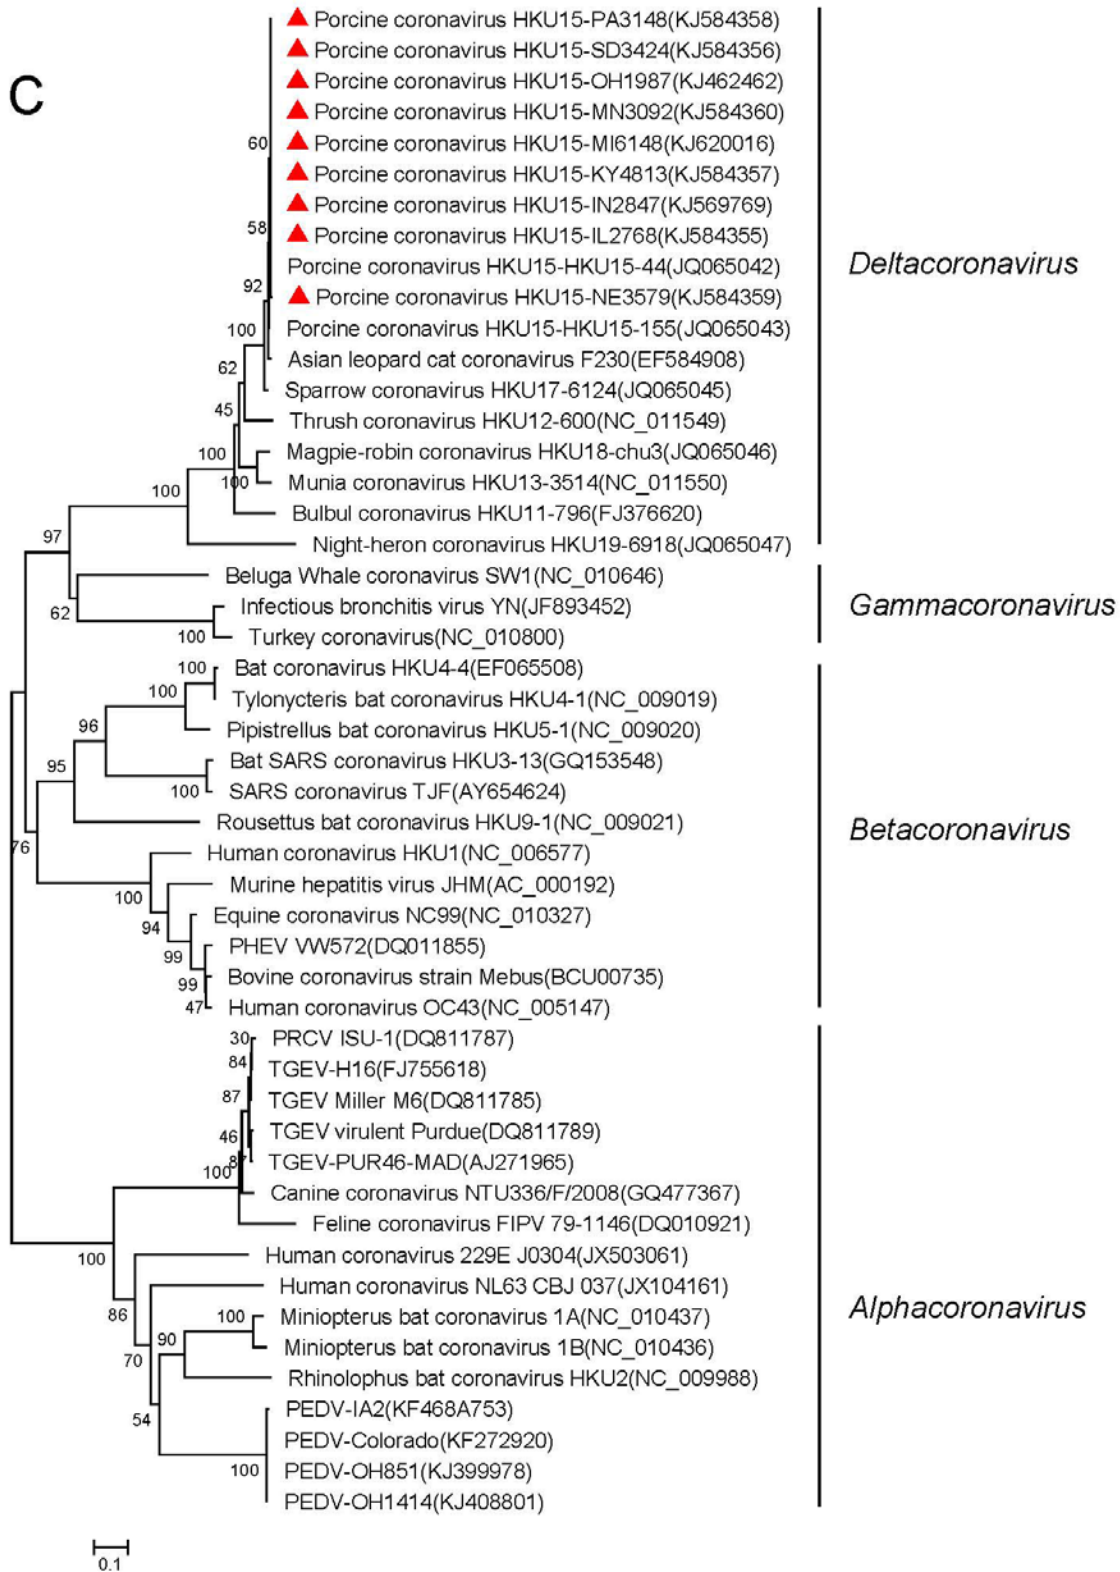 C
Porcine coronavirus HKU15-PA3148(KJ584358)
Porcine coronavirus HKU15-SD3424(KJ584356)
Porcine coronavirus HKU15-OH1987(KJ462462)
Porcine coronavirus HKU15-MN3092(KJ584360)
60
Porcine coronavirus HKU15-MI6148(KJ620016)
Porcine coronavirus HKU15-KY4813(KJ584357)
Porcine coronavirus HKU15-IN2847(KJ569769)
58
Porcine coronavirus HKU15-IL2768(KJ584355)
Deltacoronavirus
Porcine coronavirus HKU15-HKU15-44(JQ065042)
92
Porcine coronavirus HKU15-NE3579(KJ584359)
100
Porcine coronavirus HKU15-HKU15-155(JQ065043)
Asian leopard cat coronavirus F230(EF584908)
62
Sparrow coronavirus HKU17-6124(JQ065045)
45
Thrush coronavirus HKU12-600(NC_011549)
100
Magpie-robin coronavirus HKU18-chu3(JQ065046)
100
Munia coronavirus HKU13-3514(NC_011550)
100
Bulbul coronavirus HKU11-796(FJ376620)
97
Night-heron coronavirus HKU19-6918(JQ065047)
Beluga Whale coronavirus SW1(NC_010646)
62
Infectious bronchitis virus YN(JF893452)
Gammacoronavirus
100
Turkey coronavirus(NC_010800)
100
Bat coronavirus HKU4-4(EF065508)
100
Tylonycteris bat coronavirus HKU4-1(NC_009019)
96
Pipistrellus bat coronavirus HKU5-1(NC_009020)
95
Bat SARS coronavirus HKU3-13(GQ153548)
100
SARS coronavirus TJF(AY654624)
Rousettus bat coronavirus HKU9-1(NC_009021)
Betacoronavirus
76
Human coronavirus HKU1(NC_006577)
100
Murine hepatitis virus JHM(AC_000192)
94
Equine coronavirus NC99(NC_010327)
99
PHEV VW572(DQ011855)
99
Bovine coronavirus strain Mebus(BCU00735)
47
Human coronavirus OC43(NC_005147)
30
PRCV ISU-1(DQ811787)
84
TGEV-H16(FJ755618)
87
TGEV Miller M6(DQ811785)
46
TGEV virulent Purdue(DQ811789)
100
TGEV-PUR46-MAD(AJ271965)
Canine coronavirus NTU336/F/2008(GQ477367)
Feline coronavirus FIPV 79-1146(DQ010921)
100
Human coronavirus 229E J0304(JX503061)
Human coronavirus NL63 CBJ 037(JX104161)
86
100
Miniopterus bat coronavirus 1A(NC_010437)
Alphacoronavirus
90
Miniopterus bat coronavirus 1B(NC_010436)
70
Rhinolophus bat coronavirus HKU2(NC_009988)
54
PEDV-IA2(KF468A753)
PEDV-Colorado(KF272920)
100
PEDV-OH851(KJ399978)
PEDV-OH1414(KJ408801)
0.1